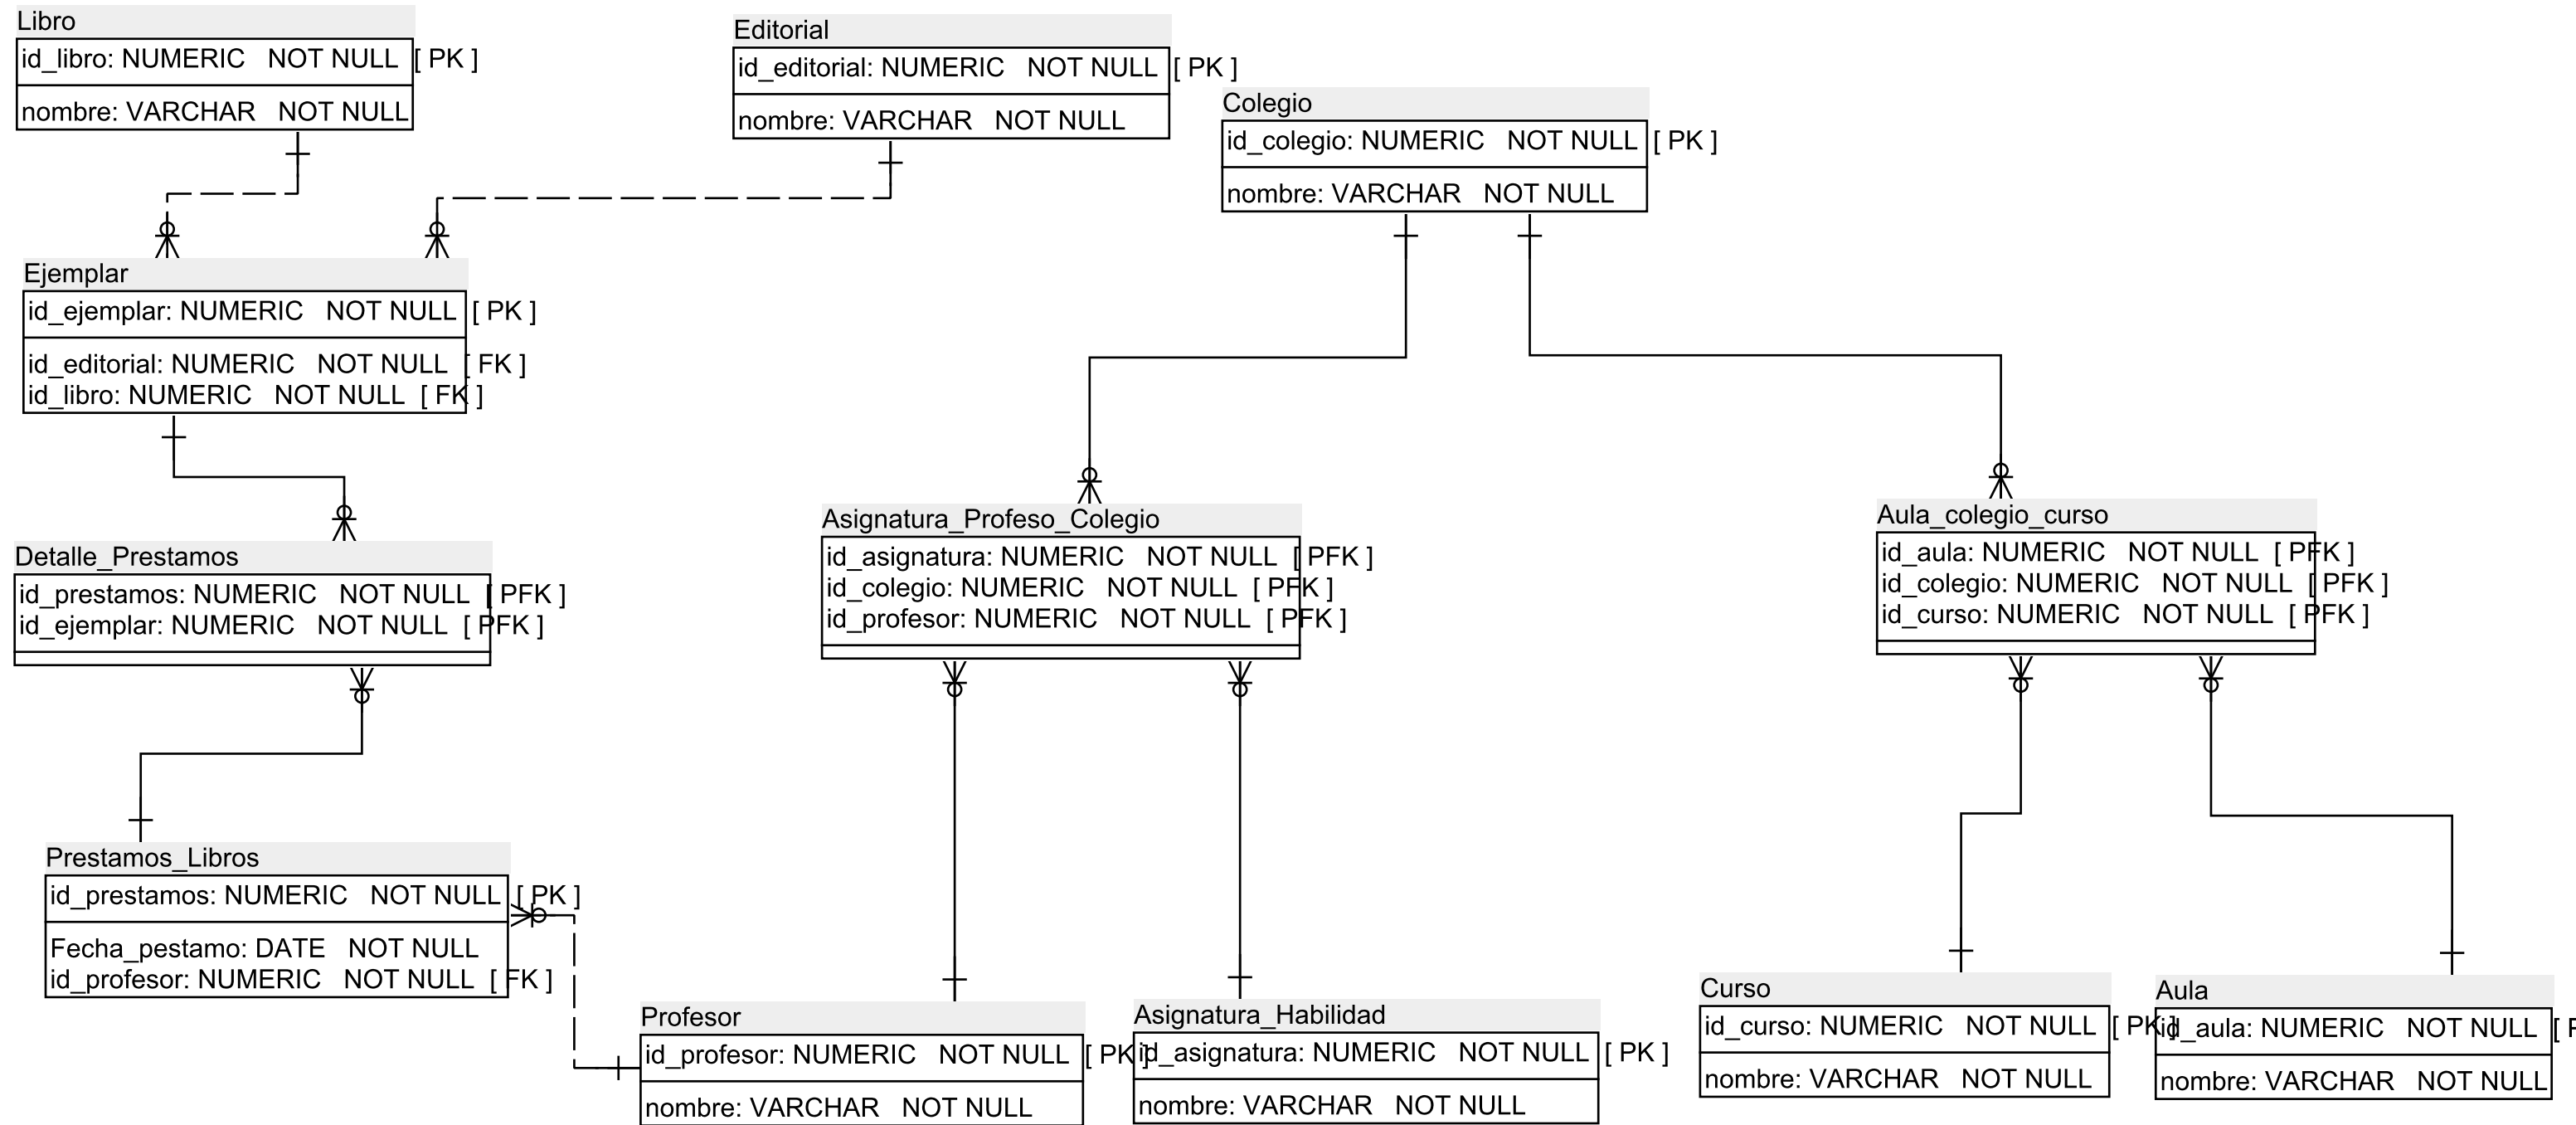 Libro
id_libro: NUMERIC NOT NULL [ PK ]
nombre: VARCHAR NOT NULL
Editorial
id_editorial: NUMERIC NOT NULL [ PK ]
nombre: VARCHAR NOT NULL
Colegio
id_colegio: NUMERIC NOT NULL [ PK ]
nombre: VARCHAR NOT NULL
Ejemplar
id_ejemplar: NUMERIC NOT NULL [ PK ]
id_editorial: NUMERIC NOT NULL [ FK ]
id_libro: NUMERIC NOT NULL [ FK ]
Detalle_Prestamos
id_prestamos: NUMERIC NOT NULL [ PFK ]
id_ejemplar: NUMERIC NOT NULL [ PFK ]
Asignatura_Profeso_Colegio
id_asignatura: NUMERIC NOT NULL [ PFK ]
id_colegio: NUMERIC NOT NULL [ PFK ]
id_profesor: NUMERIC NOT NULL [ PFK ]
Aula_colegio_curso
id_aula: NUMERIC NOT NULL [ PFK ]
id_colegio: NUMERIC NOT NULL [ PFK ]
id_curso: NUMERIC NOT NULL [ PFK ]
Prestamos_Libros
id_prestamos: NUMERIC NOT NULL [ PK ]
Fecha_pestamo: DATE NOT NULL
id_profesor: NUMERIC NOT NULL [ FK ]
Profesor
id_profesor: NUMERIC NOT NULL [ PK ]
nombre: VARCHAR NOT NULL
Asignatura_Habilidad
id_asignatura: NUMERIC NOT NULL [ PK ]
nombre: VARCHAR NOT NULL
Curso
id_curso: NUMERIC NOT NULL [ PK ]
nombre: VARCHAR NOT NULL
Aula
id_aula: NUMERIC NOT NULL [
nombre: VARCHAR NOT NULL